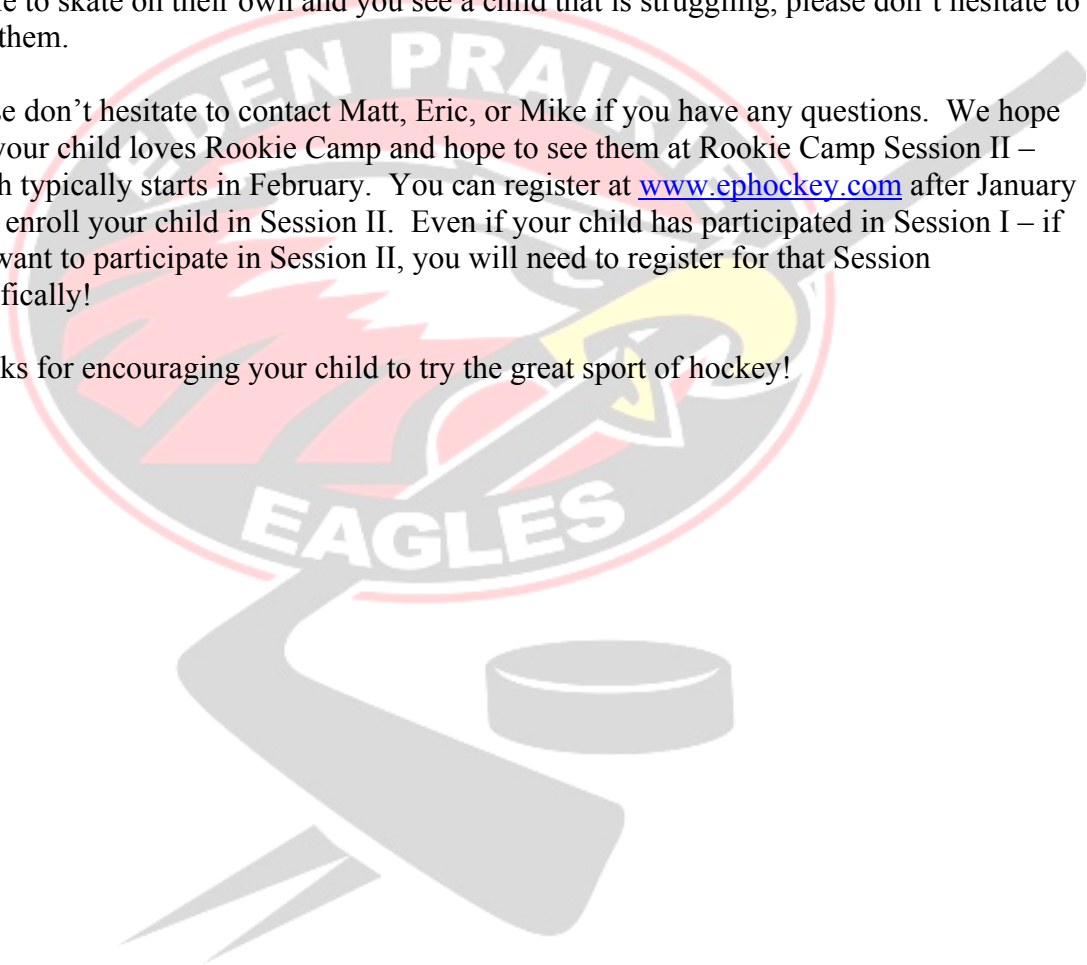 le to skate on their own and you see a child that is struggling, please don’t hesitate to
them.
EDEN PRAIRIE
se don’t hesitate to contact Matt, Eric, or Mike if you have any questions.  We hope
your child loves Rookie Camp and hope to see them at Rookie Camp Session II –
h typically starts in February.  You can register at www.ephockey.com after January
enroll your child in Session II.  Even if your child has participated in Session I – if
want to participate in Session II, you will need to register for that Session
fically!
ks for encouraging your child to try the great sport of hockey!
EAGLES